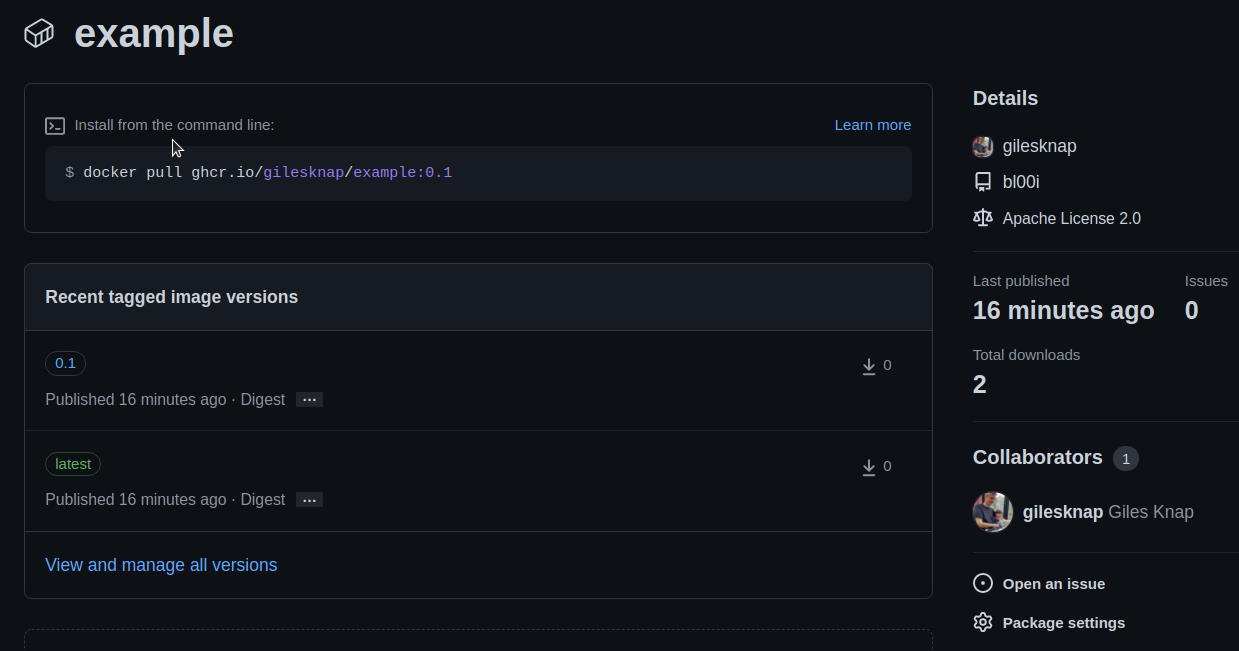 example
Install from the command line:
Learn more
$ docker pull ghcr.io/gilesknap/example:0.1
Recent tagged image versions
0.1
0
Published 16 minutes ago · Digest ···
latest
0
Published 16 minutes ago · Digest ···
View and manage all versions
Details
gilesknap
bl00i
Apache License 2.0
Last published
16 minutes ago
Issues
0
Total downloads
2
Collaborators 1
gilesknap Giles Knap
Open an issue
Package settings